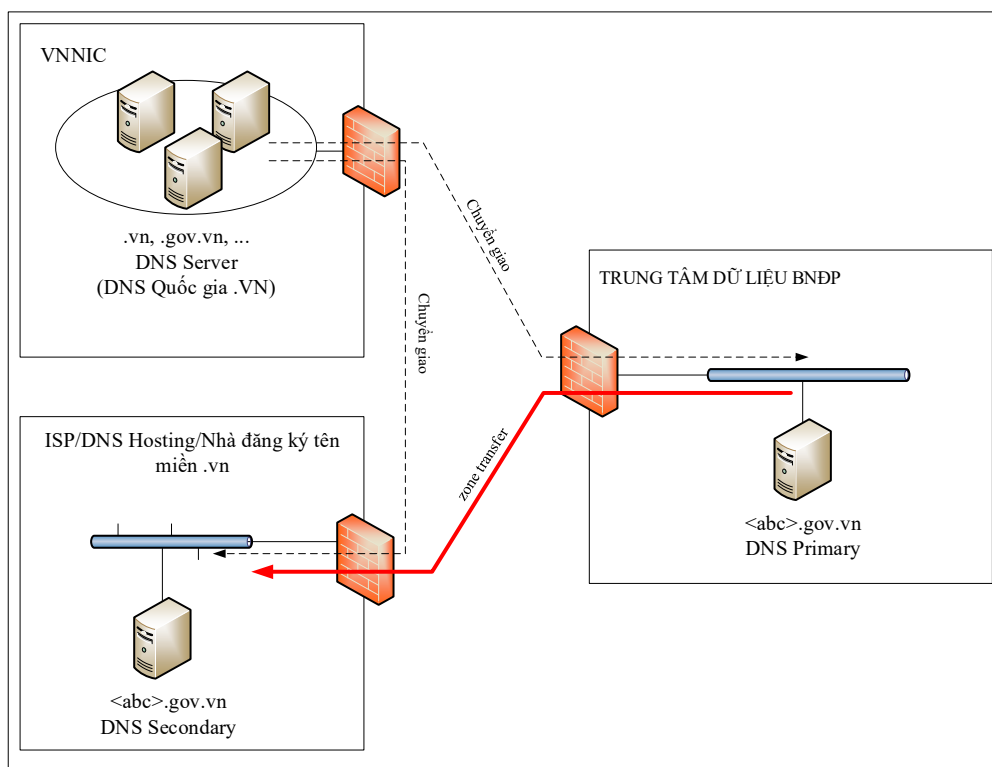 VNNIC
.vn, .gov.vn, ...
DNS Server
(DNS Quốc gia .VN)
Chuyển giao
Chuyển giao
TRUNG TÂM DỮ LIỆU BNĐP
<abc>.gov.vn
DNS Primary
zone transfer
ISP/DNS Hosting/Nhà đăng ký tên
miền .vn
<abc>.gov.vn
DNS Secondary